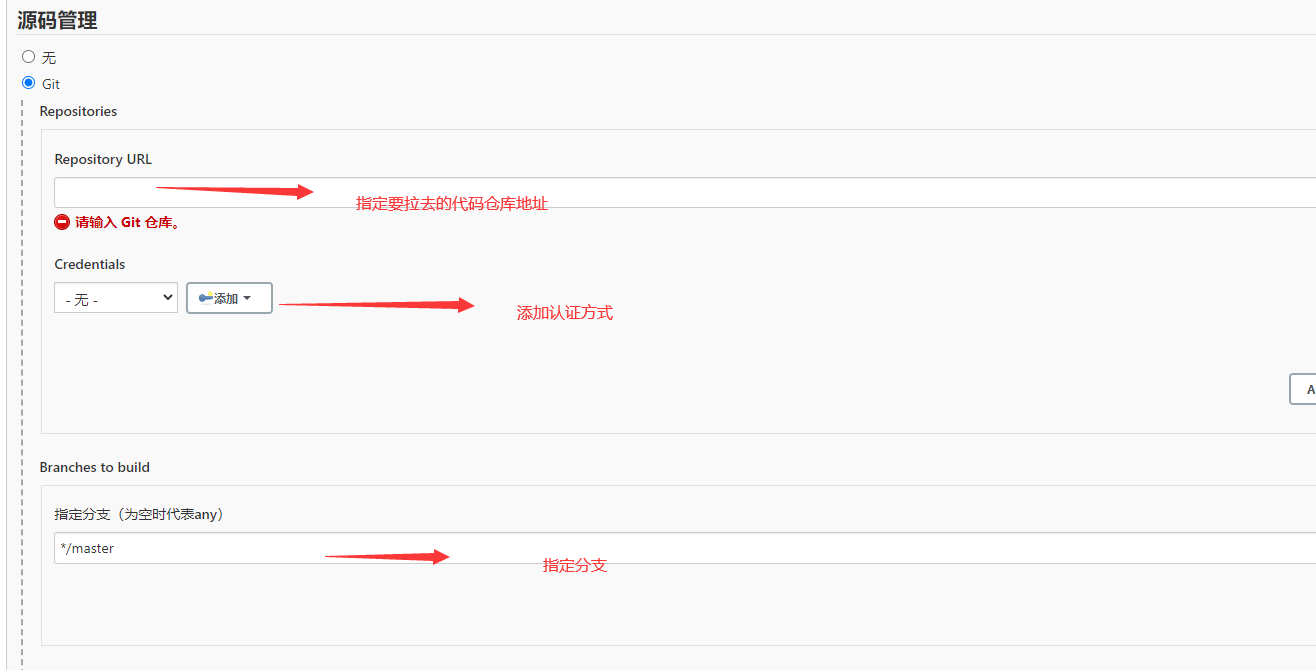 源码管理
无
Git
Repositories
Repository URL
指定要拉去的代码仓库地址
请输入 Git 仓库。
Credentials
- 无 -
添加
添加认证方式
A
Branches to build
指定分支（为空时代表any）
*/master
指定分支